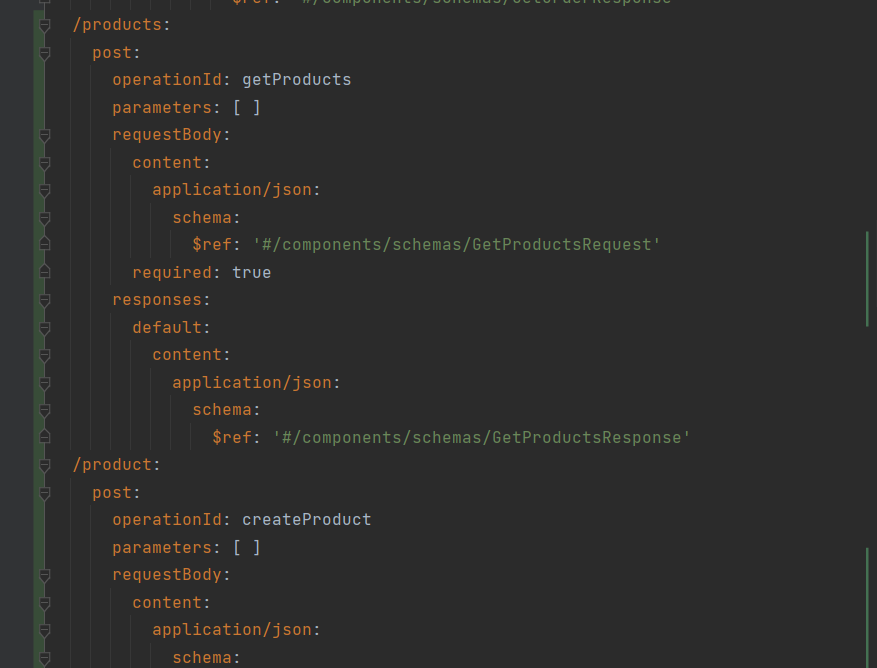 $ref: '#/components/schemas/GetOrderResponse'
/products:
post:
operationId: getProducts
parameters: [ ]
requestBody:
content:
application/json:
schema:
$ref: '#/components/schemas/GetProductsRequest'
required: true
responses:
default:
content:
application/json:
schema:
$ref: '#/components/schemas/GetProductsResponse'
/product:
post:
operationId: createProduct
parameters: [ ]
requestBody:
content:
application/json:
schema: